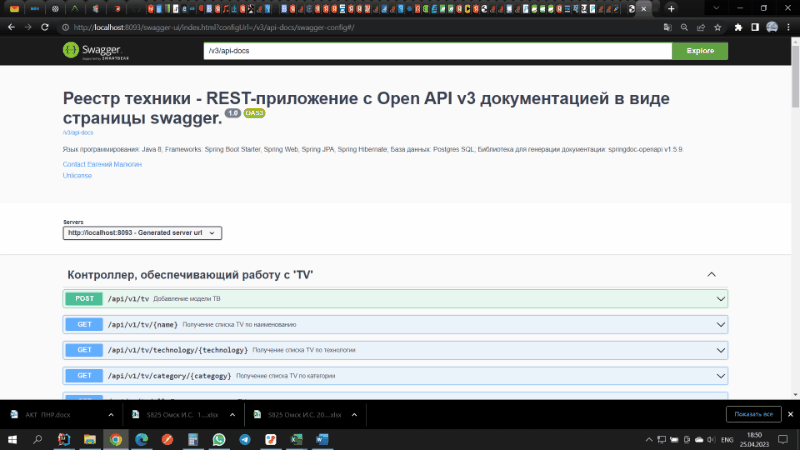 http://localhost:8093/swagger-ui/index.html?configUrl=/v3/api-docs/swagger-config#/
Swagger
Supported by SMARTBEAR
/v3/api-docs
Explore
Реестр техники - REST-приложение с Open API v3 документацией в виде
страницы swagger. 1.0 OAS3
/v3/api-docs
Язык программирования: Java 8; Frameworks: Spring Boot Starter, Spring Web, Spring JPA, Spring Hibernate; База данных: Postgres SQL; Библиотека для генерации документации: springdoc-openapi v1.5.9.
Contact Евгений Малюгин
Unlicense
Servers
http://localhost:8093 - Generated server url
Контроллер, обеспечивающий работу с 'TV'
POST /api/v1/tv Добавление модели ТВ
GET /api/v1/tv/{name} Получение списка TV по наименованию
GET /api/v1/tv/technology/{technology} Получение списка TV по технологии
GET /api/v1/tv/category/{categogy} Получение списка TV по категории
АКТ ПНР.docx
S825 Омск И.С. 1....xlsx
S825 Омск И.С. 20....xlsx
Показать все
ENG
18:50
25.04.2023